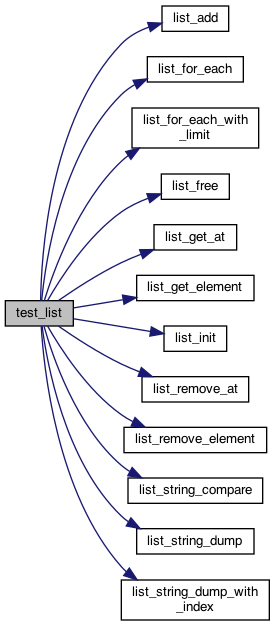 list_add
list_for_each
list_for_each_with
_limit
list_free
list_get_at
list_get_element
test_list
list_init
list_remove_at
list_remove_element
list_string_compare
list_string_dump
list_string_dump_with
_index